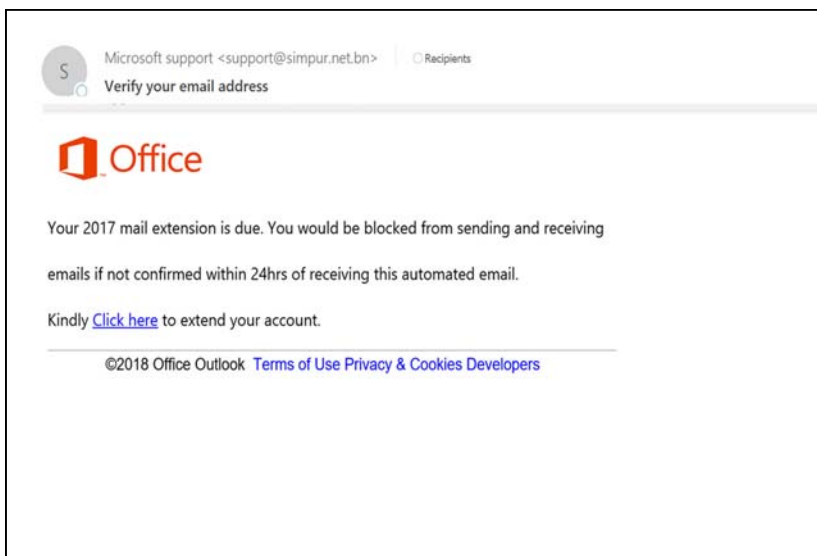 S
Microsoft support <support@simpur.net.bn>
Recipients
Verify your email address
Office
Your 2017 mail extension is due. You would be blocked from sending and receiving
emails if not confirmed within 24hrs of receiving this automated email.
Kindly Click here to extend your account.
©2018 Office Outlook Terms of Use Privacy & Cookies Developers